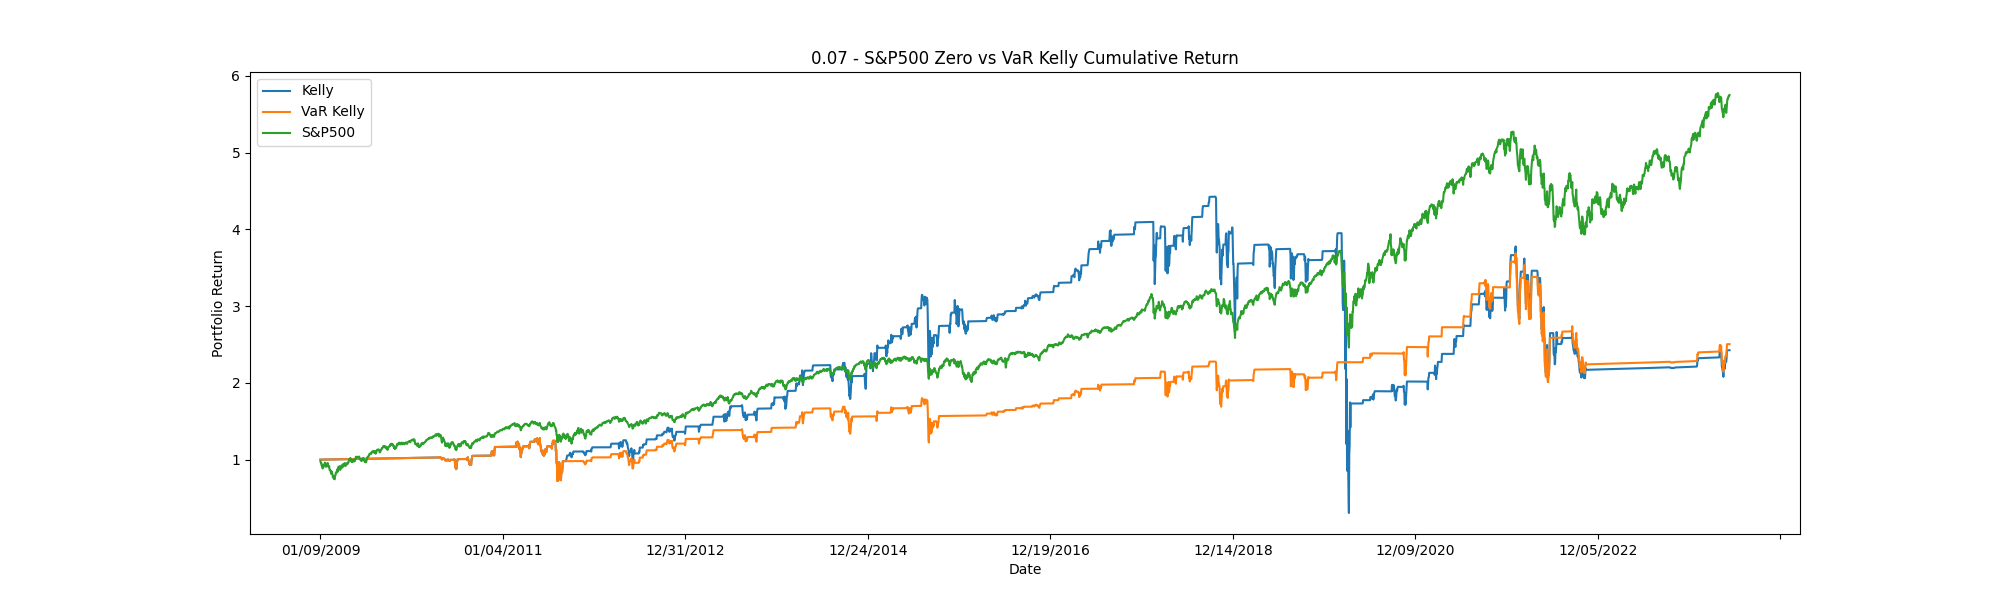 0.07 - S&P500 Zero vs VaR Kelly Cumulative Return
Kelly
VaR Kelly
S&P500
Portfolio Return
6
5
4
3
2
1
01/09/2009
01/04/2011
12/31/2012
12/24/2014
12/19/2016
12/14/2018
12/09/2020
12/05/2022
Date